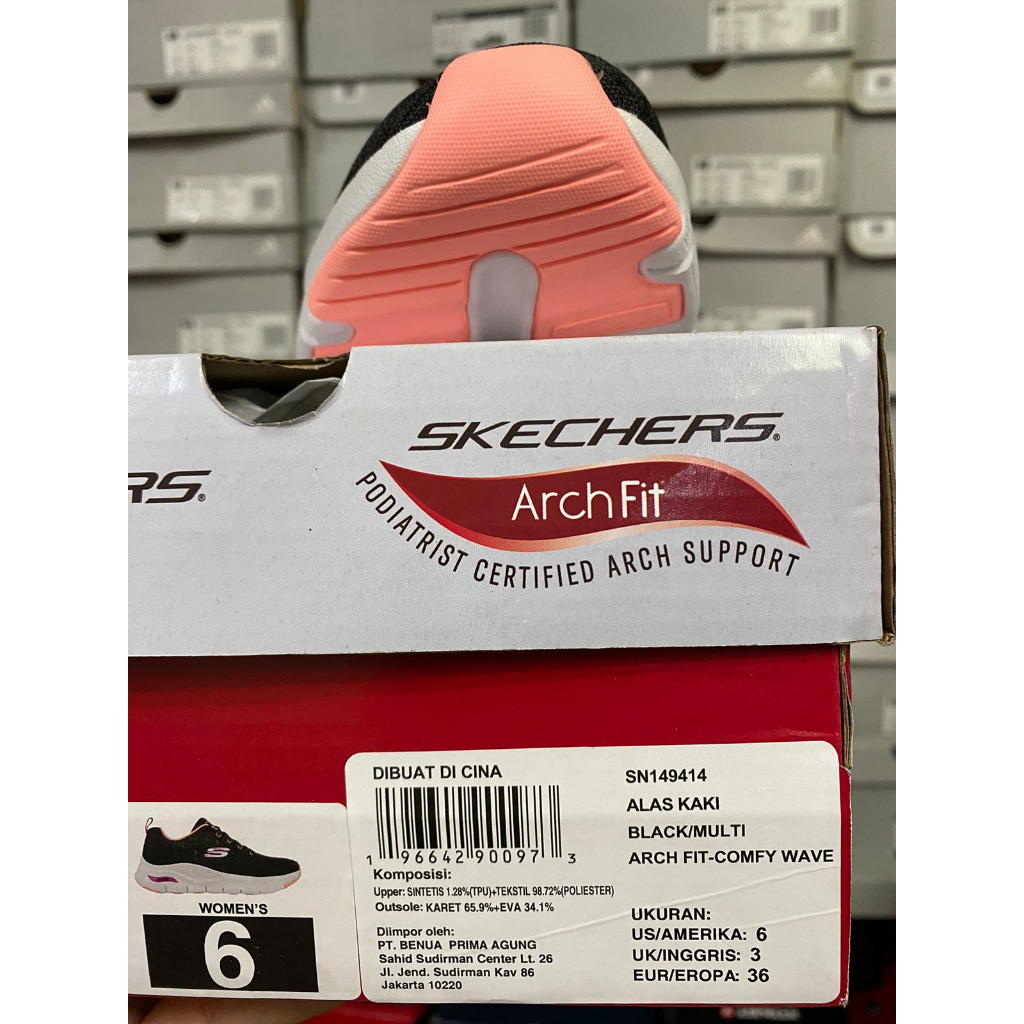 SKECHERS®
RS®
Arch Fit
PODIATRIST CERTIFIED ARCH SUPPORT
DIBUAT DI CINA
1 96642 90097 3
Komposisi:
Upper: SINTETIS 1.28%(TPU)+TEKSTIL 98.72%(POLIESTER)
Outsole: KARET 65.9%+EVA 34.1%
Diimpor oleh:
PT. BENUA PRIMA AGUNG
Sahid Sudirman Center Lt. 26
Jl. Jend. Sudirman Kav 86
Jakarta 10220
SN149414
ALAS KAKI
BLACK/MULTI
ARCH FIT-COMFY WAVE
UKURAN:
US/AMERIKA: 6
UK/INGGRIS: 3
EUR/EROPA: 36
WOMEN'S
6